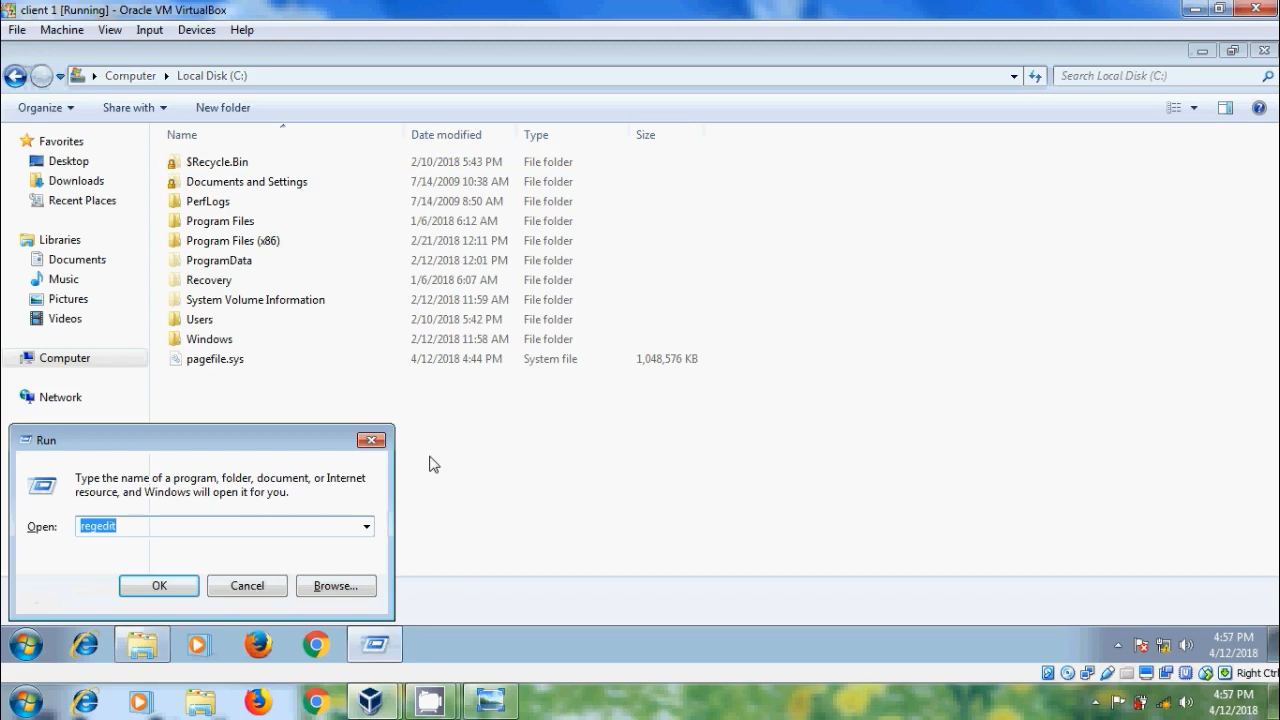 client 1 [Running] - Oracle VM VirtualBox
File Machine View Input Devices Help
Computer Local Disk (C:) Search Local Disk (C:)
Organize Share with New folder
Name Date modified Type Size
Favorites
Desktop
Downloads
Recent Places
Libraries
Documents
Music
Pictures
Videos
Computer
Network
$Recycle.Bin 2/10/2018 5:43 PM File folder
Documents and Settings 7/14/2009 10:38 AM File folder
PerfLogs 7/14/2009 8:50 AM File folder
Program Files 1/6/2018 6:12 AM File folder
Program Files (x86) 2/21/2018 12:11 PM File folder
ProgramData 2/12/2018 12:01 PM File folder
Recovery 1/6/2018 6:07 AM File folder
System Volume Information 2/12/2018 11:59 AM File folder
Users 2/10/2018 5:42 PM File folder
Windows 2/12/2018 11:58 AM File folder
pagefile.sys 4/12/2018 4:44 PM System file 1,048,576 KB
Run
Type the name of a program, folder, document, or Internet
resource, and Windows will open it for you.
Open: regedit
OK Cancel Browse...
4:57 PM
4/12/2018
Right Ctrl
4:57 PM
4/12/2018